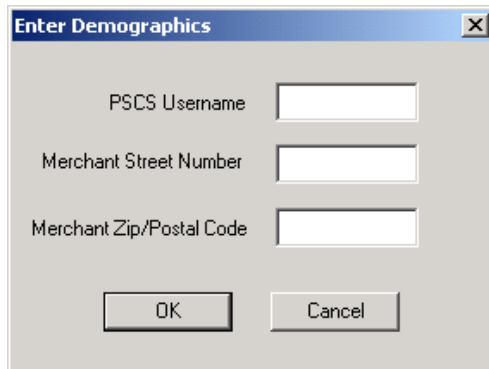 Enter Demographics
PSCS Username
Merchant Street Number
Merchant Zip/Postal Code
OK Cancel